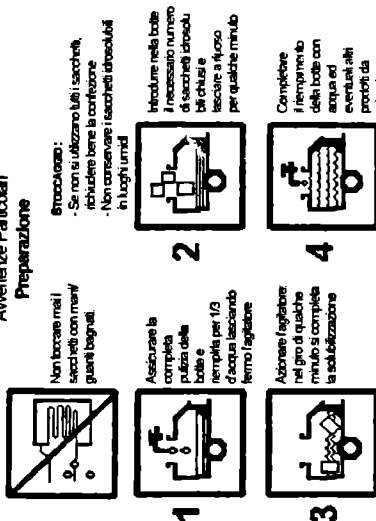 Avvertenze Particolari
Preparazione
Non toccare mai i
sacchetti con mani/
guanti bagnati.
STOCCAGGIO:
- Se non si utilizzano tutti i sacchetti,
richiudere bene la confezione
- Non conservare i sacchetti idrosolubili
in luoghi umidi
1
Assicurare la
completa
pulizia della
botte e
riempirla per 1/3
d'acqua lasciando
fermo l'agitatore
2
Introdurre nella botte
il necessario numero
di sacchetti idrosolu
bili chiusi e
lasciare a riposo
per qualche minuto
3
Azionare l'agitatore:
nel giro di qualche
minuto si completa
la solubilizzazione
4
Completare
il riempimento
della botte con
acqua ed
eventuali altri
prodotti da